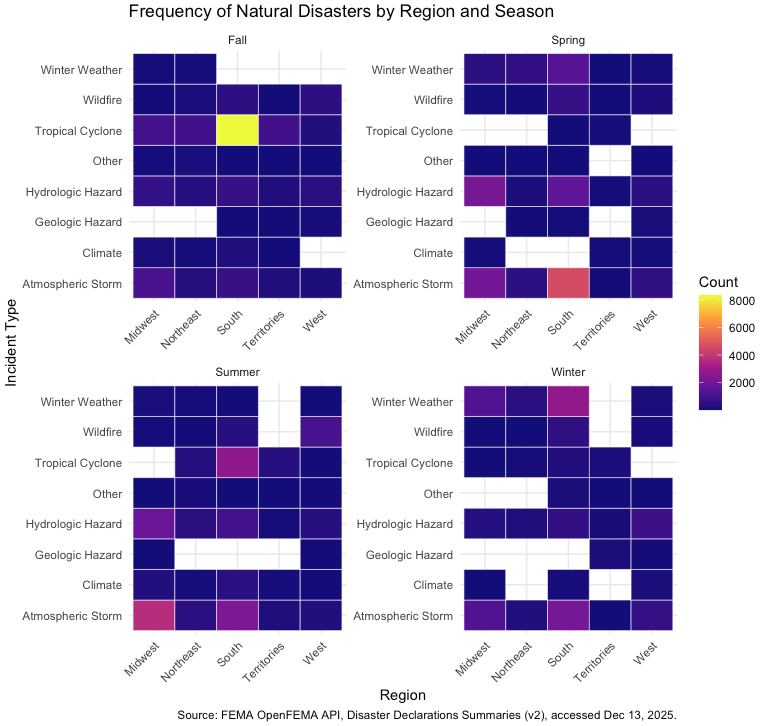 Frequency of Natural Disasters by Region and Season
Fall
Winter Weather
Wildfire
Tropical Cyclone
Other
Hydrologic Hazard
Geologic Hazard
Climate
Atmospheric Storm
Midwest
Northeast
South
Territories
West
Spring
Winter Weather
Wildfire
Tropical Cyclone
Other
Hydrologic Hazard
Geologic Hazard
Climate
Atmospheric Storm
Midwest
Northeast
South
Territories
West
Incident Type
Summer
Winter Weather
Wildfire
Tropical Cyclone
Other
Hydrologic Hazard
Geologic Hazard
Climate
Atmospheric Storm
Midwest
Northeast
South
Territories
West
Winter
Winter Weather
Wildfire
Tropical Cyclone
Other
Hydrologic Hazard
Geologic Hazard
Climate
Atmospheric Storm
Midwest
Northeast
South
Territories
West
Region
Count
8000
6000
4000
2000
Source: FEMA OpenFEMA API, Disaster Declarations Summaries (v2), accessed Dec 13, 2025.